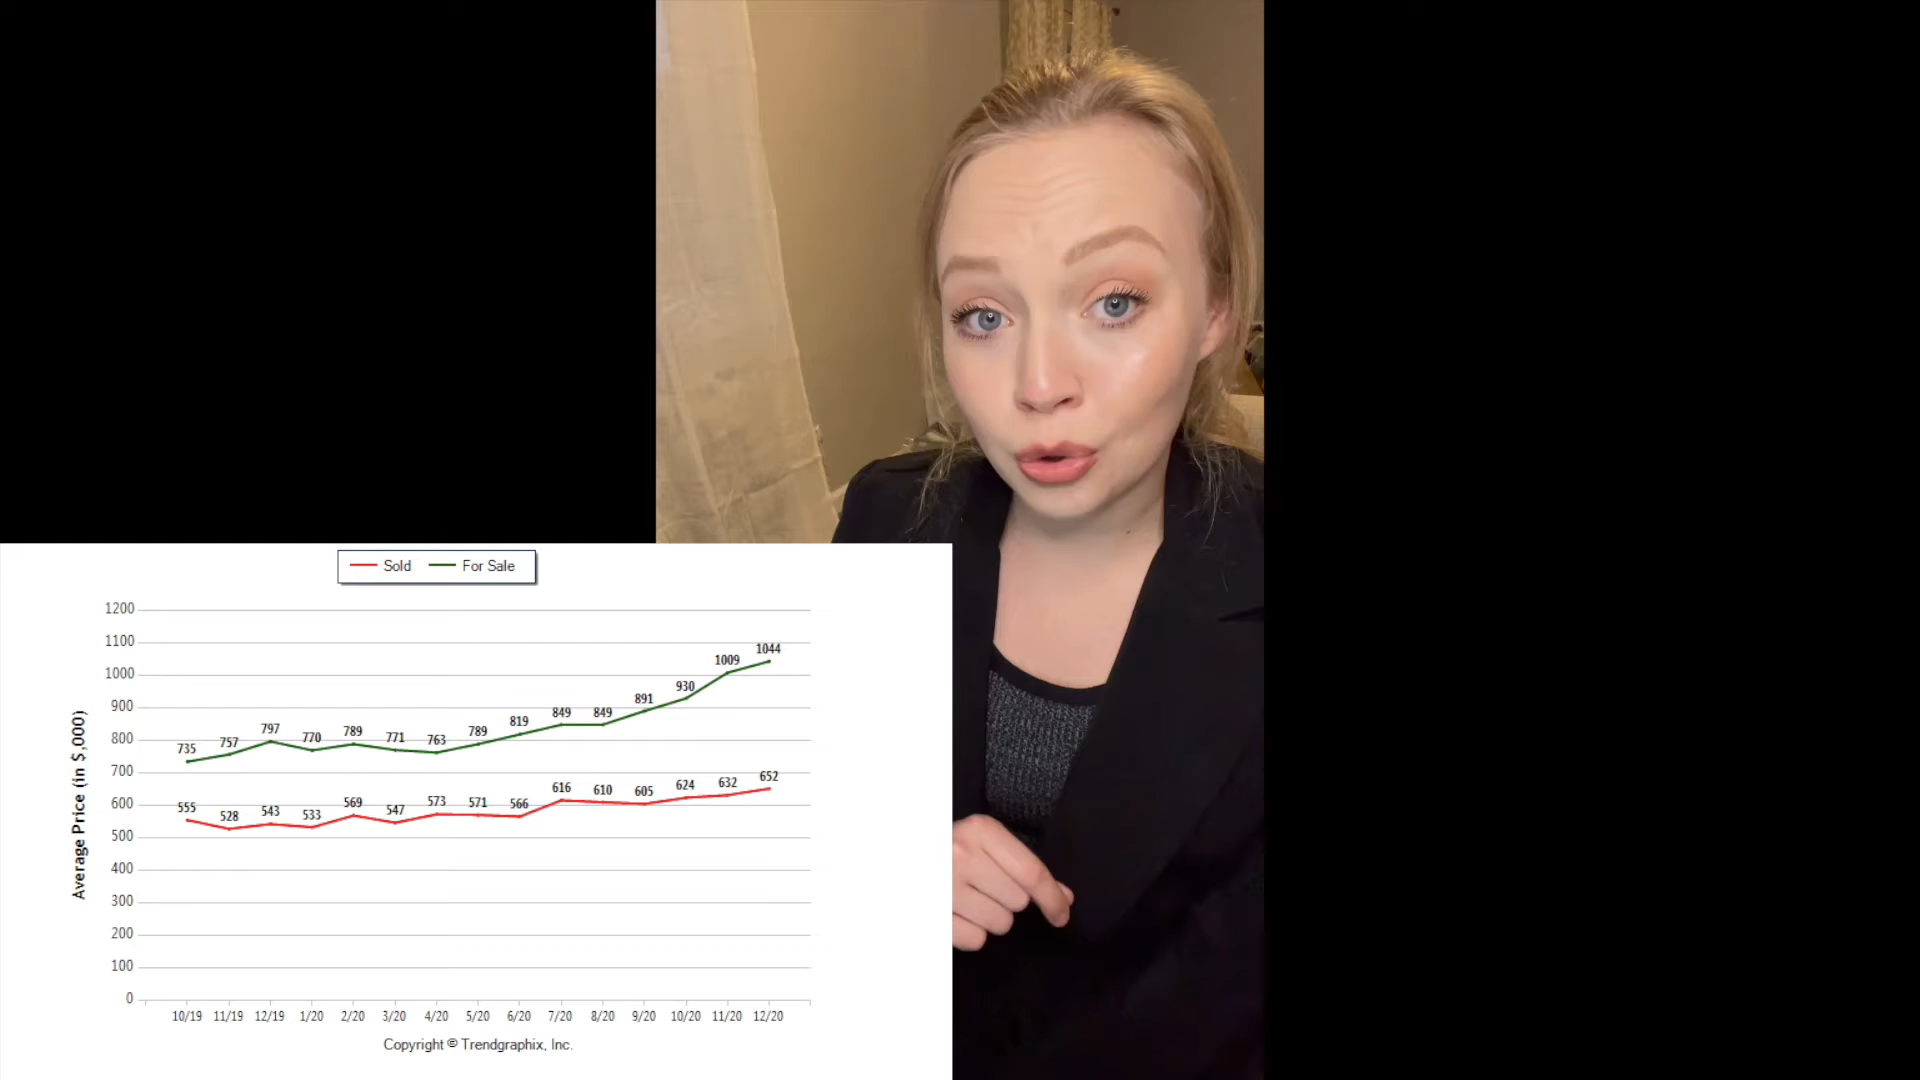 Sold For Sale
1200
1100
1000
900
800
700
600
500
400
300
200
100
0
Average Price (in $,000)
735 757 797 770 789 771 763 789 819 849 849 891 930 1009 1044
555 528 543 533 569 547 573 571 566 616 610 605 624 632 652
10/19 11/19 12/19 1/20 2/20 3/20 4/20 5/20 6/20 7/20 8/20 9/20 10/20 11/20 12/20
Copyright © Trendgraphix, Inc.